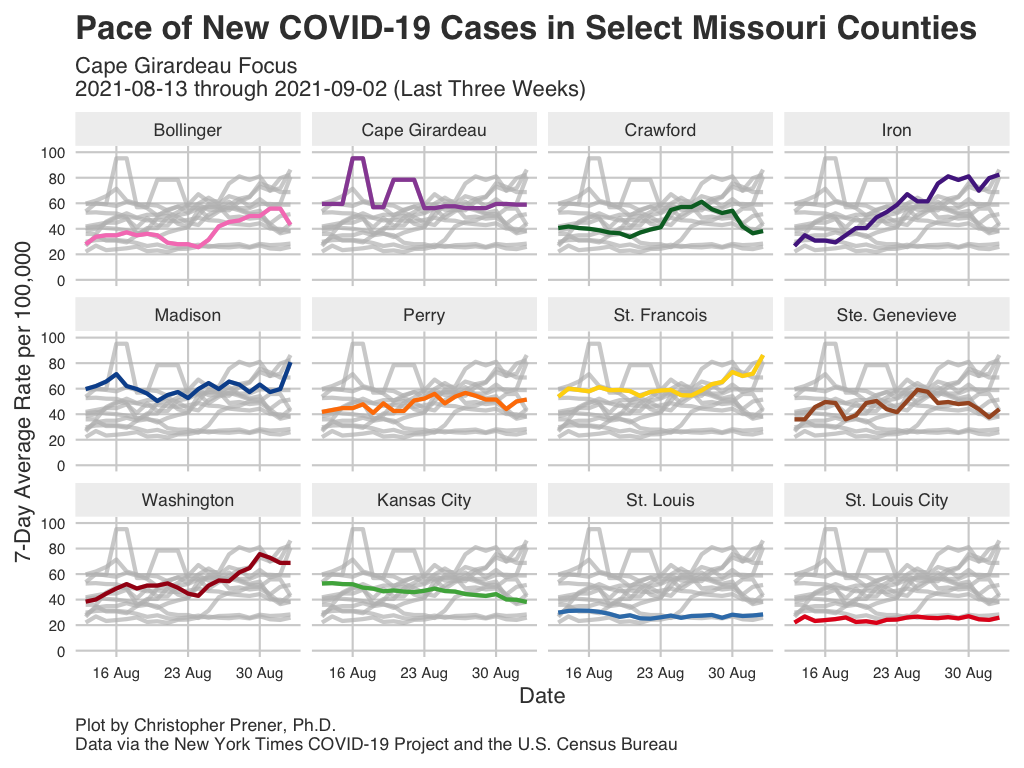 Pace of New COVID-19 Cases in Select Missouri Counties
Cape Girardeau Focus
2021-08-13 through 2021-09-02 (Last Three Weeks)
7-Day Average Rate per 100,000
Bollinger
Cape Girardeau
Crawford
Iron
100
80
60
40
20
0
Madison
Perry
St. Francois
Ste. Genevieve
100
80
60
40
20
0
Washington
Kansas City
St. Louis
St. Louis City
100
80
60
40
20
0
16 Aug 23 Aug 30 Aug
16 Aug 23 Aug 30 Aug
16 Aug 23 Aug 30 Aug
16 Aug 23 Aug 30 Aug
Date
Plot by Christopher Prener, Ph.D.
Data via the New York Times COVID-19 Project and the U.S. Census Bureau